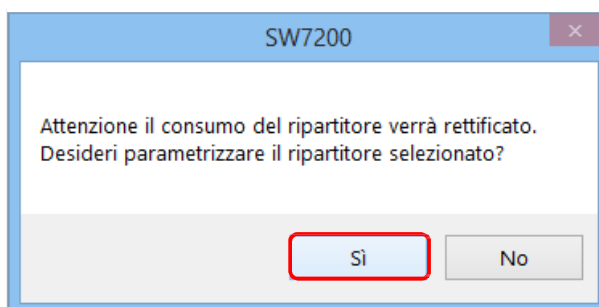 SW7200
Attenzione il consumo del ripartitore verrà rettificato.
Desideri parametrizzare il ripartitore selezionato?
Sì
No